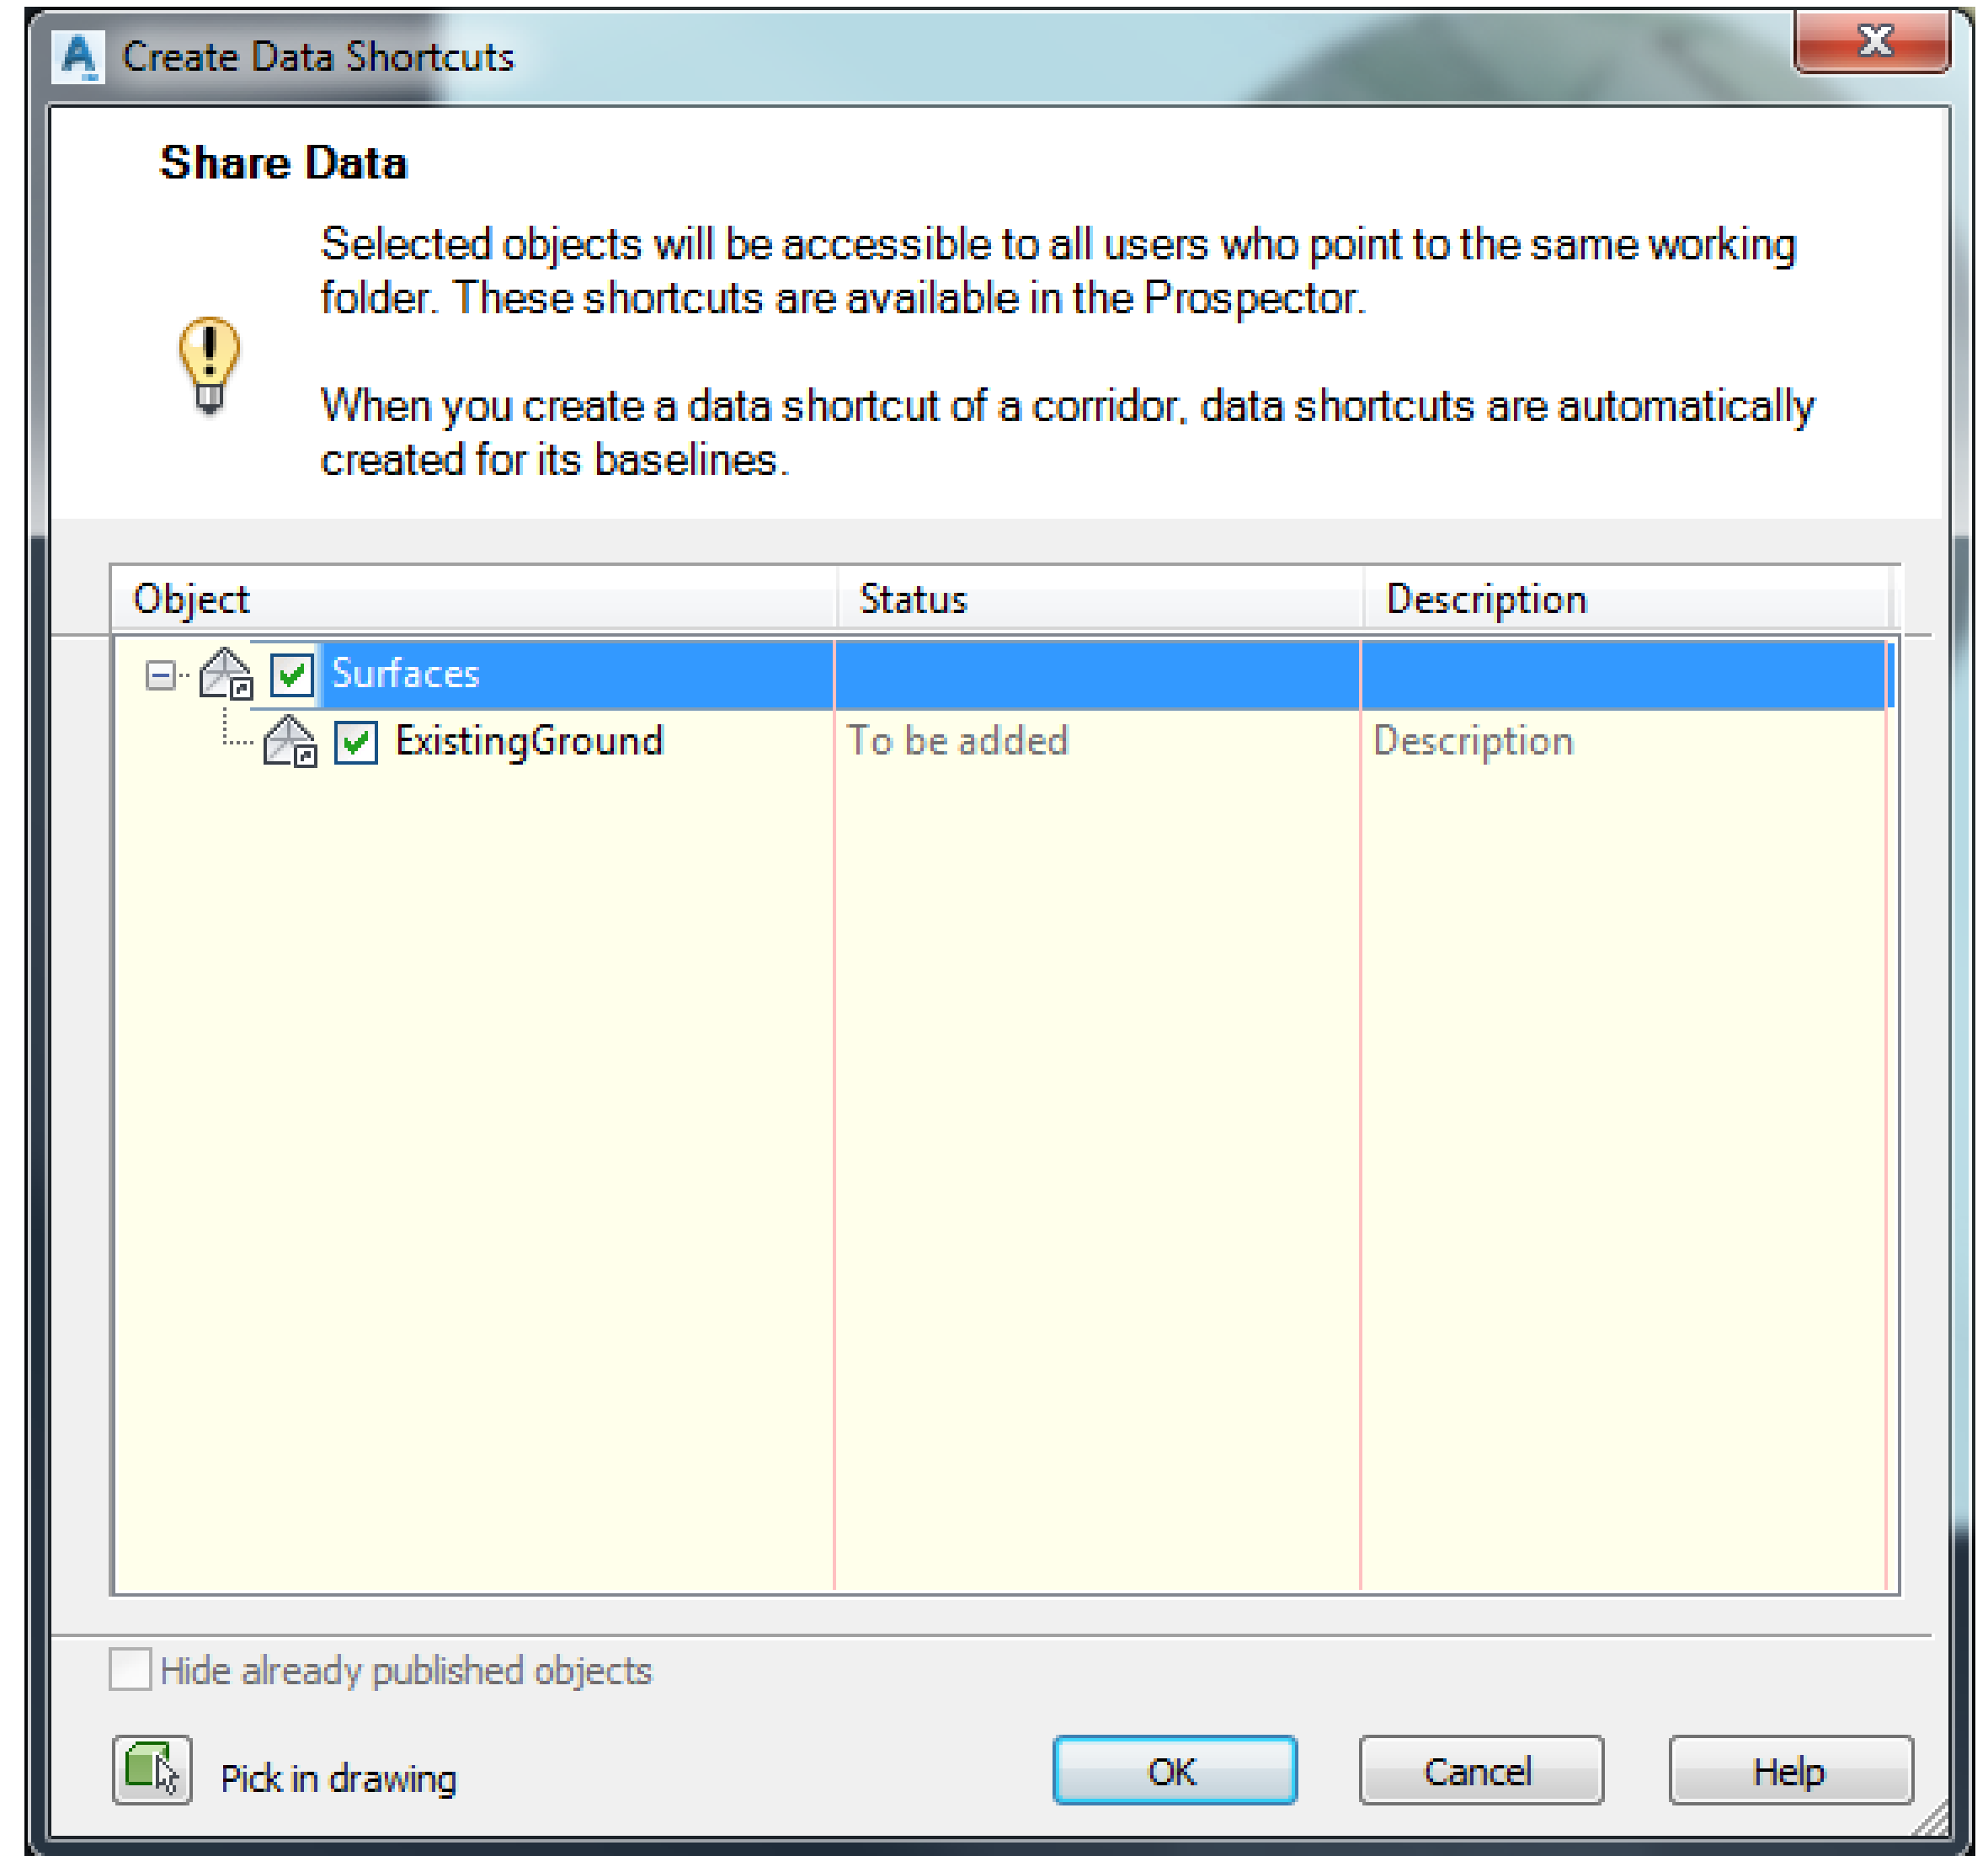 Create Data Shortcuts
Share Data
Selected objects will be accessible to all users who point to the same working
folder. These shortcuts are available in the Prospector.
When you create a data shortcut of a corridor, data shortcuts are automatically
created for its baselines.
Object Status Description
Surfaces
ExistingGround To be added Description
Hide already published objects
Pick in drawing OK Cancel Help